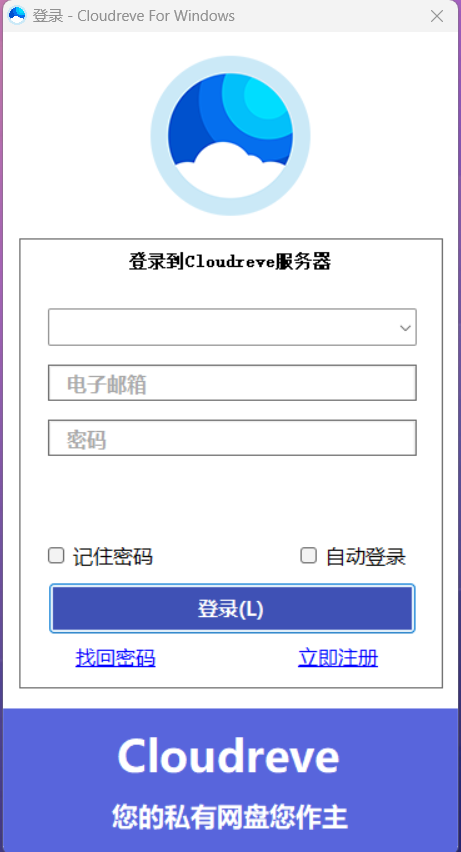 登录 - Cloudreve For Windows
登录到Cloudreve服务器
电子邮箱
密码
记住密码 自动登录
登录(L)
找回密码 立即注册
Cloudreve
您的私有网盘您作主